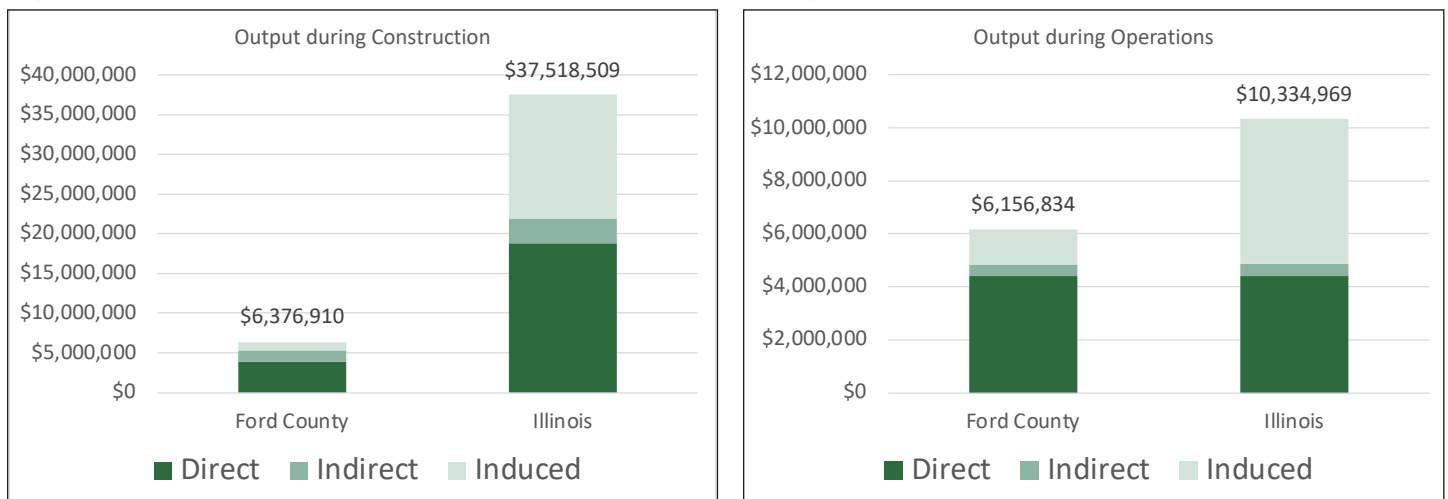 Output during Construction
$40,000,000
$35,000,000
$30,000,000
$25,000,000
$20,000,000
$15,000,000
$10,000,000
$5,000,000
$0
$6,376,910
$37,518,509
Ford County
Illinois
Direct Indirect Induced
Output during Operations
$12,000,000
$10,000,000
$8,000,000
$6,000,000
$4,000,000
$2,000,000
$0
$6,156,834
$10,334,969
Ford County
Illinois
Direct Indirect Induced